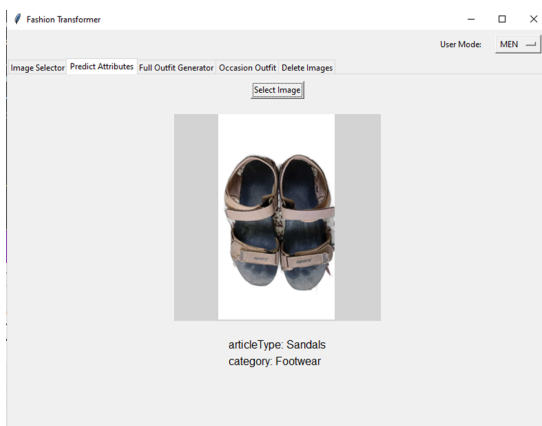 Fashion Transformer
User Mode: MEN
Image Selector Predict Attributes Full Outfit Generator Occasion Outfit Delete Images
Select Image
articleType: Sandals
category: Footwear